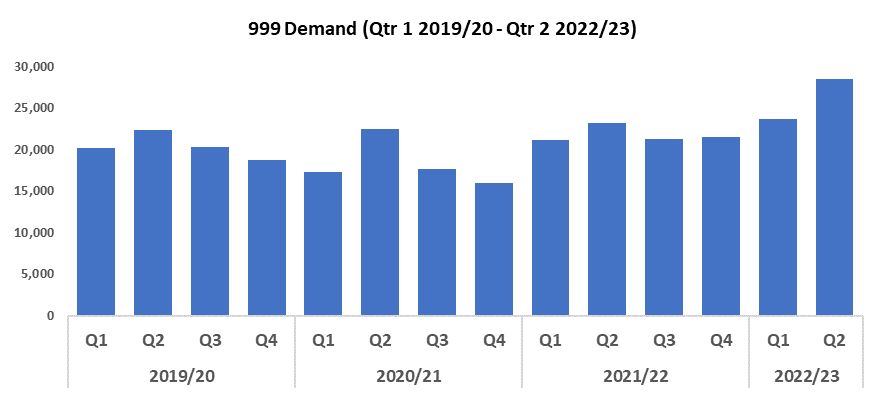 999 Demand (Qtr 1 2019/20 - Qtr 2 2022/23)
30,000
25,000
20,000
15,000
10,000
5,000
0
Q1 Q2 Q3 Q4 Q1 Q2 Q3 Q4 Q1 Q2 Q3 Q4 Q1 Q2
2019/20 2020/21 2021/22 2022/23